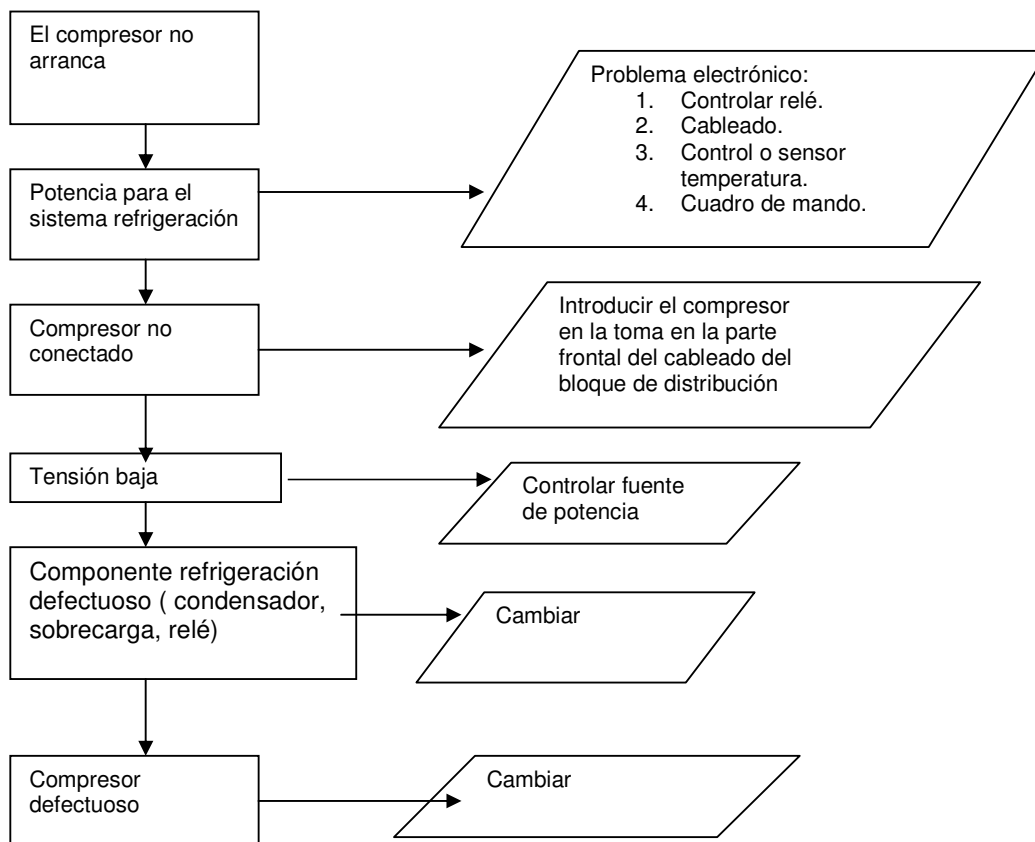 El compresor no
arranca
Problema electrónico:
1. Controlar relé.
2. Cableado.
3. Control o sensor
temperatura.
4. Cuadro de mando.
Potencia para el
sistema refrigeración
Compresor no
conectado
Introducir el compresor
en la toma en la parte
frontal del cableado del
bloque de distribución
Tensión baja
Controlar fuente
de potencia
Componente refrigeración
defectuoso ( condensador,
sobrecarga, relé)
Cambiar
Compresor
defectuoso
Cambiar